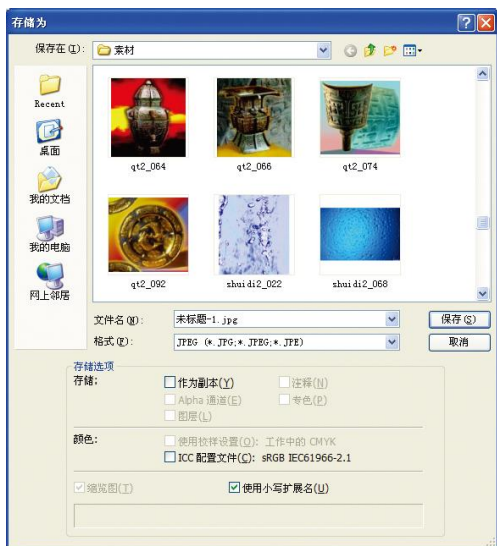 存储为
保存在(I): 素材
Recent
桌面
我的文档
我的电脑
网上邻居
qt2_064 qt2_066 qt2_074
qt2_092 shuidi2_022 shuidi2_068
文件名(N): 未标题-1.jpg 保存(S)
格式(F): JPEG (*.JPG;*.JPEG;*.JPE) 取消
存储选项
存储: 作为副本(Y) 注释(N)
Alpha 通道(E) 专色(P)
图层(L)
颜色: 使用校样设置(O): 工作中的 CMYK
ICC 配置文件(C): sRGB IEC61966-2.1
缩览图(T) 使用小写扩展名(U)